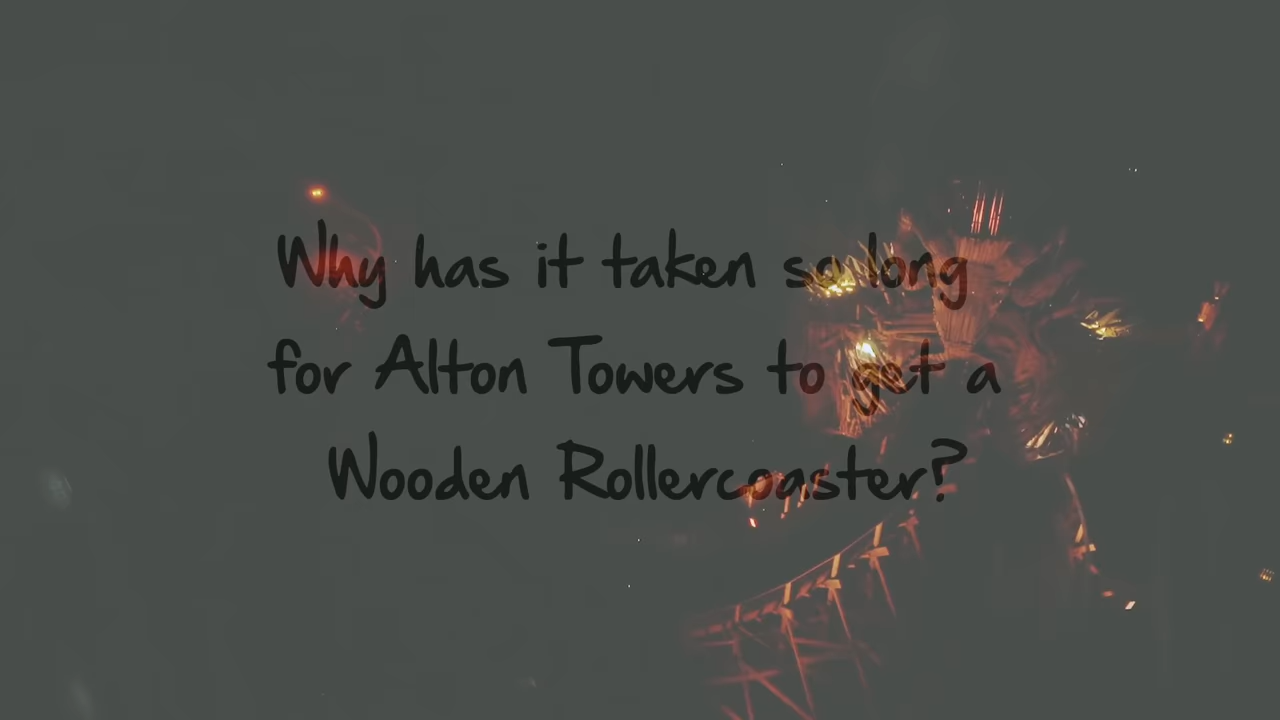 Why has it taken so long
for Alton Towers to get a
Wooden Rollercoaster?